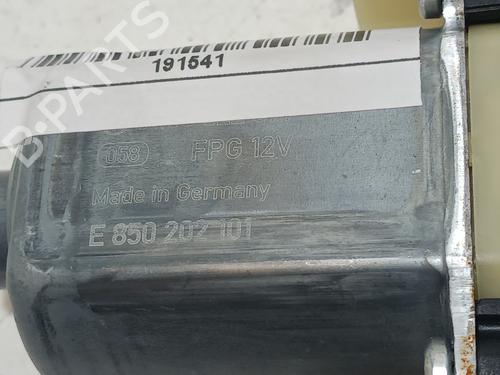 191541
B-PARTS
058 FPG 12V
Made in Germany
E 850 202 101